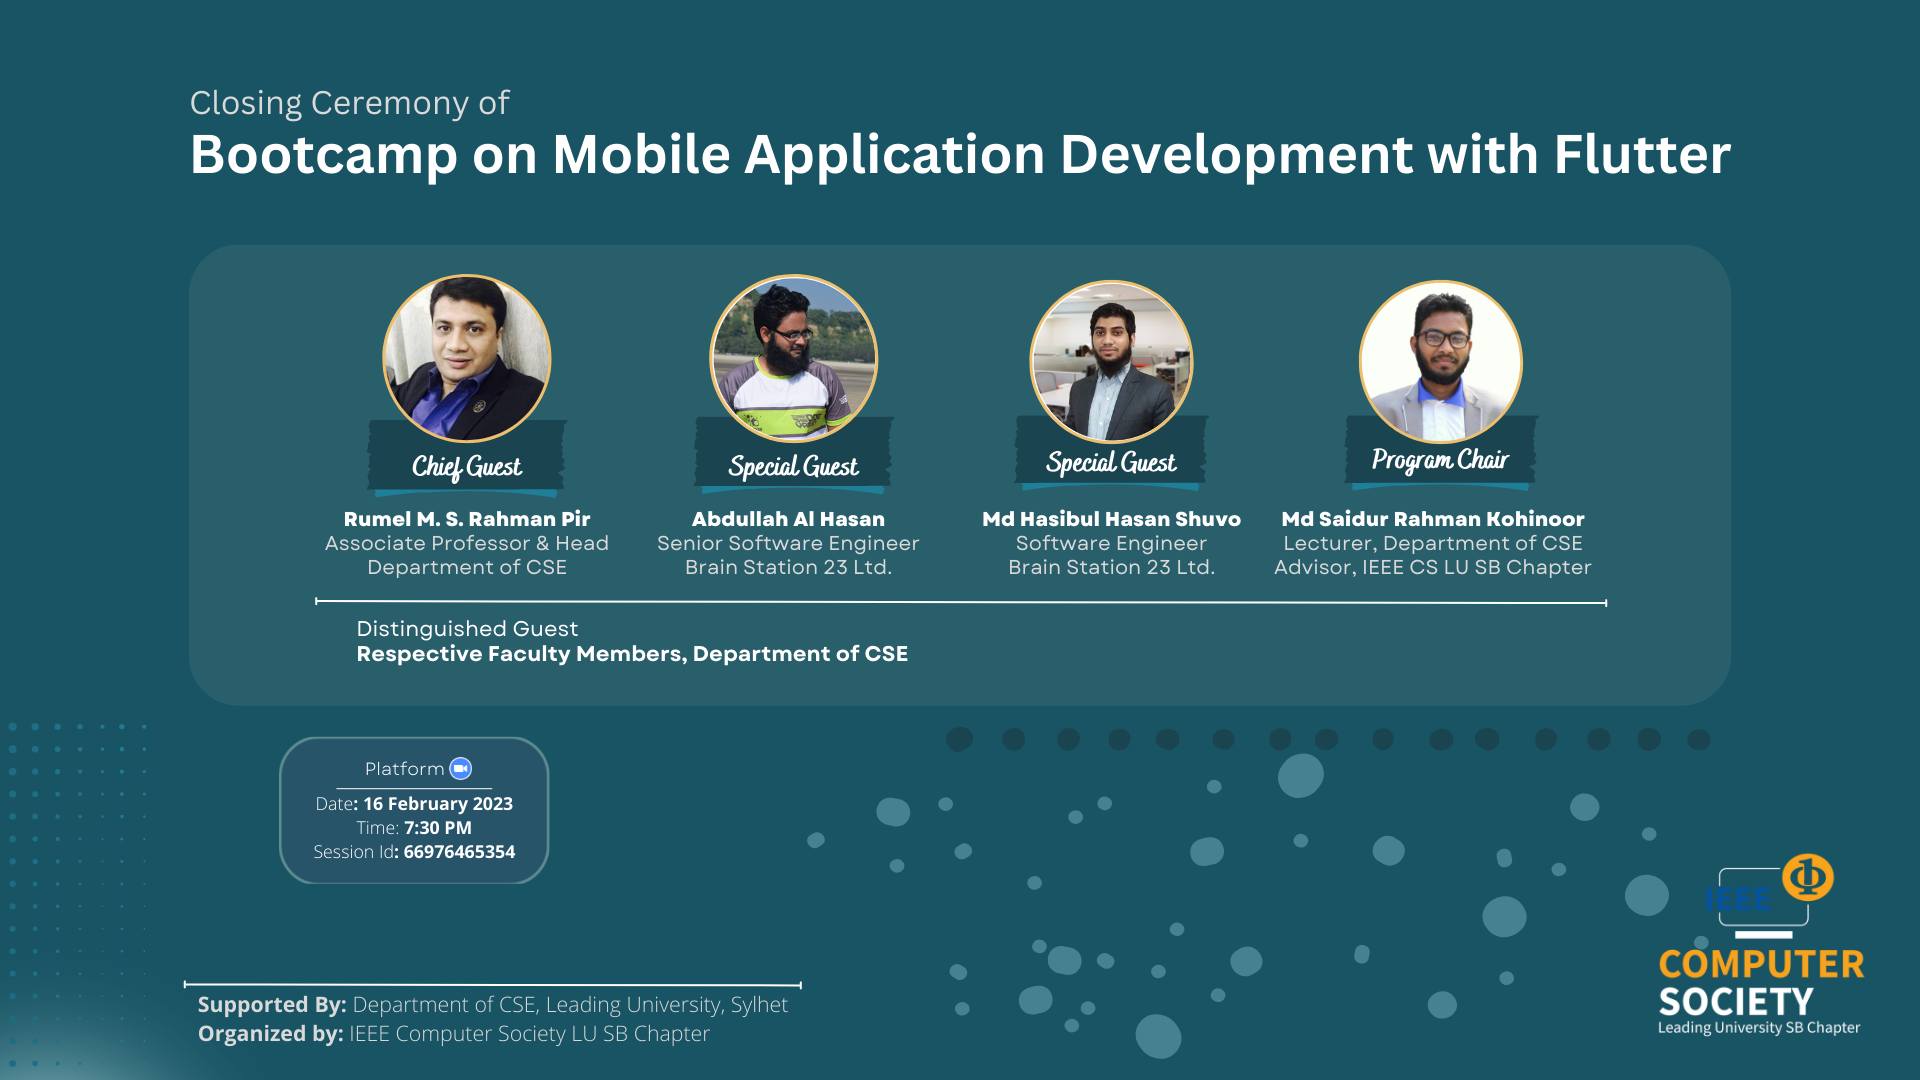 Closing Ceremony of
Bootcamp on Mobile Application Development with Flutter
Chief Guest
Rumel M. S. Rahman Pir
Associate Professor & Head
Department of CSE
Special Guest
Abdullah Al Hasan
Senior Software Engineer
Brain Station 23 Ltd.
Special Guest
Md Hasibul Hasan Shuvo
Software Engineer
Brain Station 23 Ltd.
Program Chair
Md Saidur Rahman Kohinoor
Lecturer, Department of CSE
Advisor, IEEE CS LU SB Chapter
Distinguished Guest
Respective Faculty Members, Department of CSE
Platform
Date: 16 February 2023
Time: 7:30 PM
Session Id: 66976465354
Supported By: Department of CSE, Leading University, Sylhet
Organized by: IEEE Computer Society LU SB Chapter
IEEE
COMPUTER
SOCIETY
Leading University SB Chapter